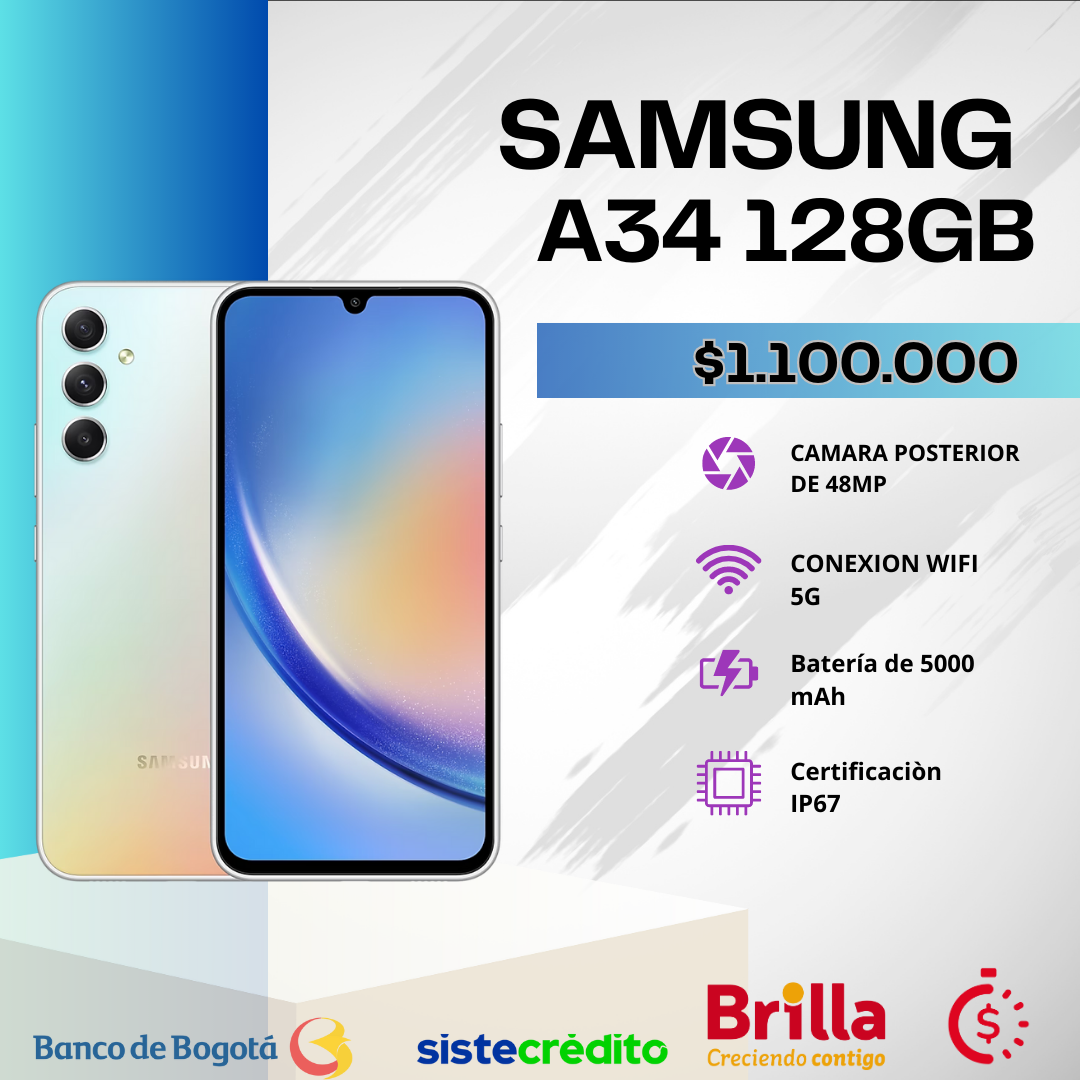 SAMSUNG
A34 128GB
$1.100.000
CAMARA POSTERIOR
DE 48MP
CONEXION WIFI
5G
Batería de 5000
mAh
Certificaciòn
IP67
SAMSUN
Banco de Bogotá
sistecrédito
Brilla
Creciendo contigo
$